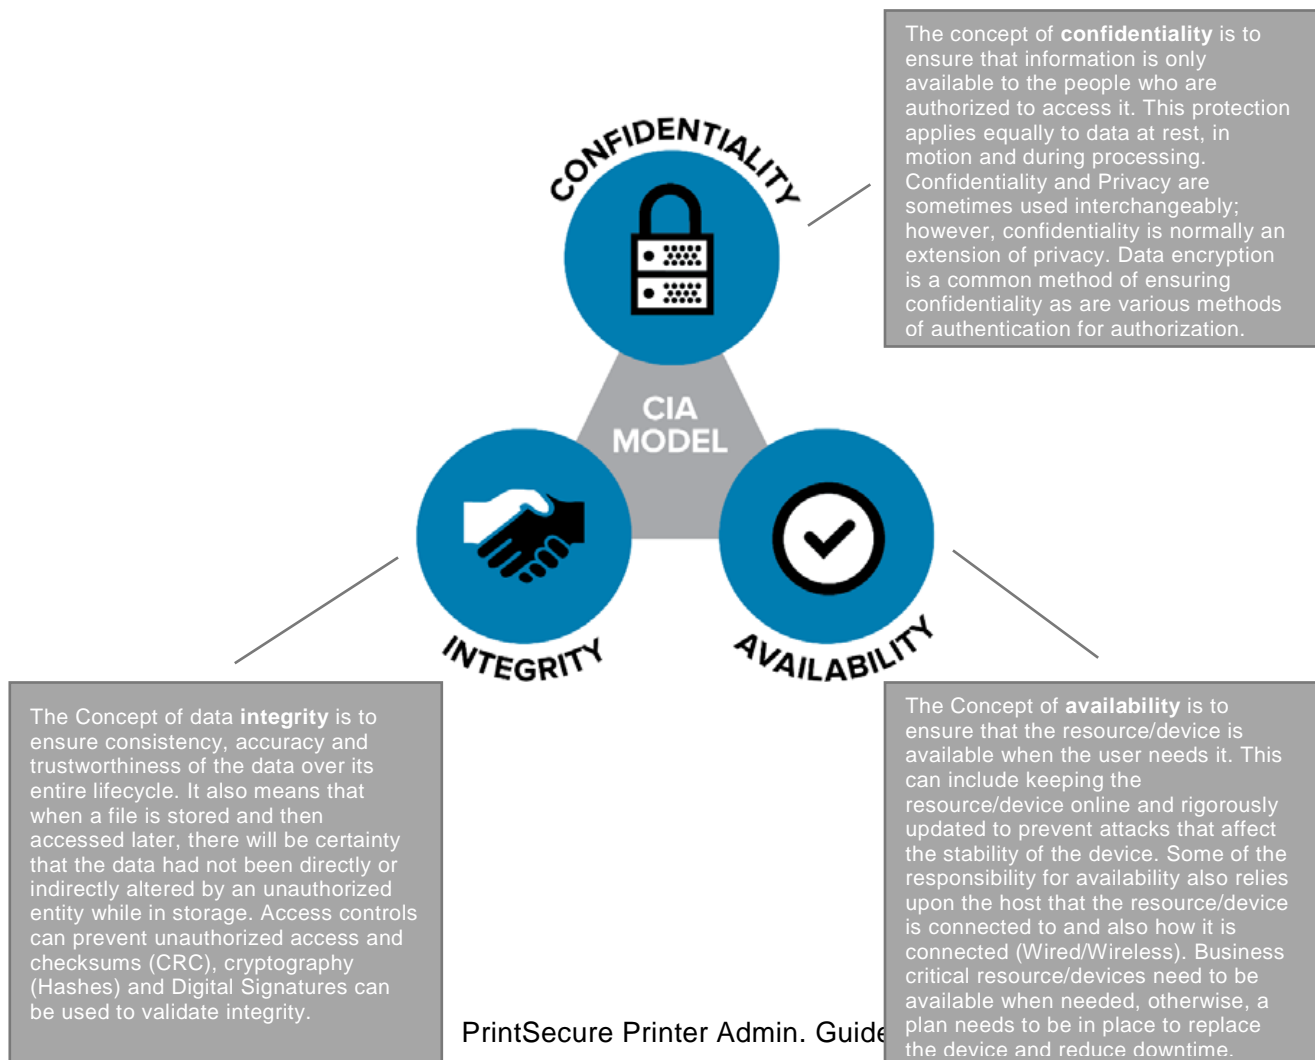 The concept of confidentiality is to
ensure that information is only
available to the people who are
authorized to access it. This protection
applies equally to data at rest, in
motion and during processing.
Confidentiality and Privacy are
sometimes used interchangeably;
however, confidentiality is normally an
extension of privacy. Data encryption
is a common method of ensuring
confidentiality as are various methods
of authentication for authorization.
CONFIDENTIALITY
CIA
MODEL
INTEGRITY
AVAILABILITY
The Concept of data integrity is to
ensure consistency, accuracy and
trustworthiness of the data over its
entire lifecycle. It also means that
when a file is stored and then
accessed later, there will be certainty
that the data had not been directly or
indirectly altered by an unauthorized
entity while in storage. Access controls
can prevent unauthorized access and
checksums (CRC), cryptography
(Hashes) and Digital Signatures can
be used to validate integrity.
The Concept of availability is to
ensure that the resource/device is
available when the user needs it. This
can include keeping the
resource/device online and rigorously
updated to prevent attacks that affect
the stability of the device. Some of the
responsibility for availability also relies
upon the host that the resource/device
is connected to and also how it is
connected (Wired/Wireless). Business
critical resource/devices need to be
available when needed, otherwise, a
plan needs to be in place to replace
the device and reduce downtime.
PrintSecure Printer Admin. Guide